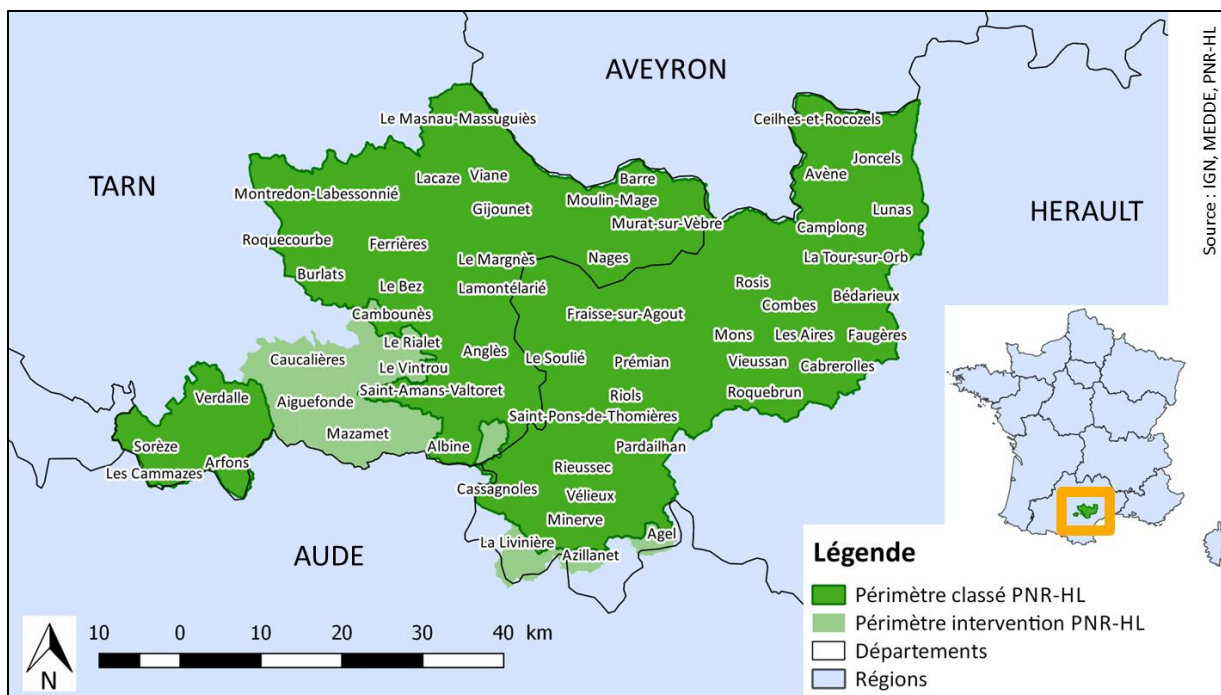 AVEYRON
Source : IGN, MEDDE, PNR-HL
Le Masnau-Massuguiès
Ceilhes-et-Rocozels
Joncels
TARN
Lacaze
Viane
Barre
Avène
Montredon-Labessonnié
Moulin-Mage
Gijounet
Lunas
HERAULT
Murat-sur-Vèbre
Camplong
Roquecourbe
Ferrières
Le Margnès
Nages
La Tour-sur-Orb
Burlats
Le Bez
Lamontélarié
Rosis
Bédarieux
Combes
Cambounès
Fraisse-sur-Agout
Le Rialet
Mons
Les Aires
Faugères
Caucalières
Anglès
Le Soulié
Prémian
Vieussan
Cabrerolles
Le Vintrou
Verdalle
Saint-Amans-Valtoret
Riols
Roquebrun
Aiguefonde
Saint-Pons-de-Thomières
Mazamet
Sorèze
Albine
Pardailhan
Arfons
Les Cammazes
Rieussec
Cassagnoles
Vélieux
Minerve
La Livinière
Agel
AUDE
Azillanet
Légende
Périmètre classé PNR-HL
Périmètre intervention PNR-HL
Départements
Régions
10 0 10 20 30 40 km
N